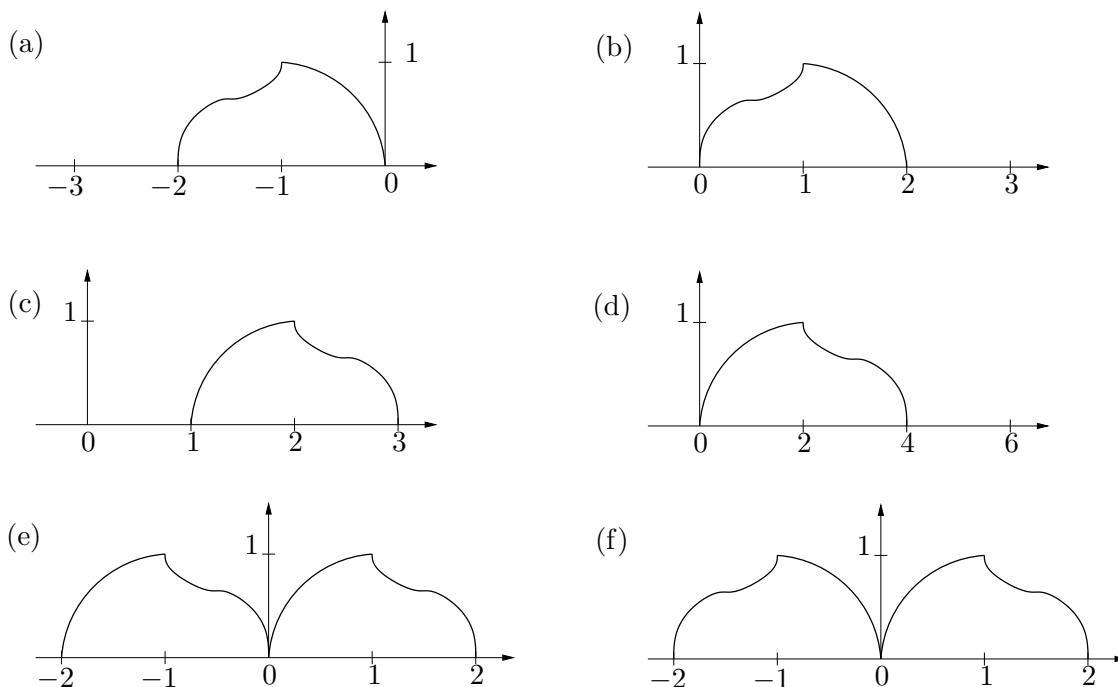 (a) 1
−3 −2 −1 0
(b) 1
0 1 2 3
(c) 1
0 1 2 3
(d) 1
0 2 4 6
(e) 1
−2 −1 0 1 2
(f) 1
−2 −1 0 1 2